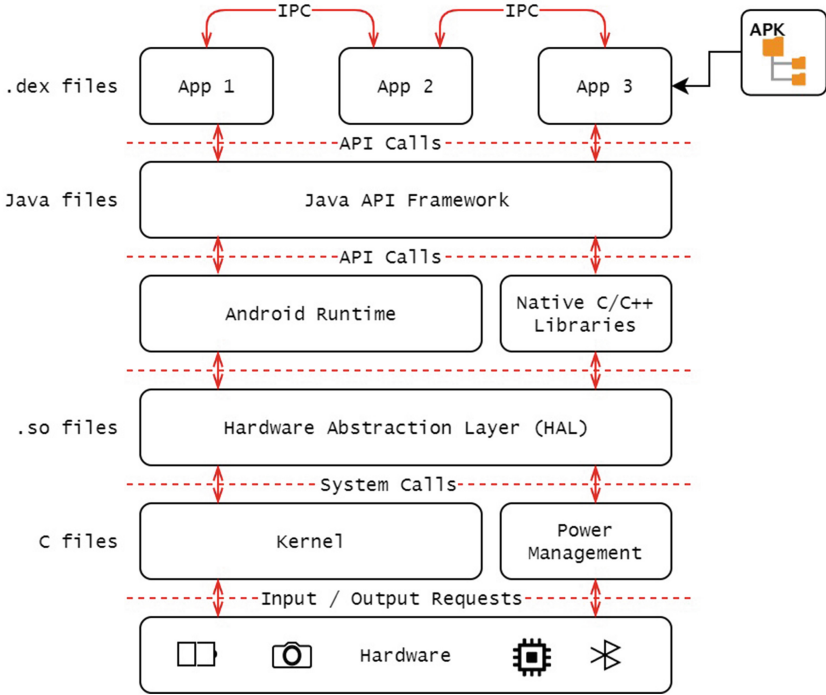 IPC
IPC
APK
.dex files
App 1
App 2
App 3
API Calls
Java files
Java API Framework
API Calls
Android Runtime
Native C/C++
Libraries
.so files
Hardware Abstraction Layer (HAL)
System Calls
C files
Kernel
Power
Management
Input / Output Requests
Hardware